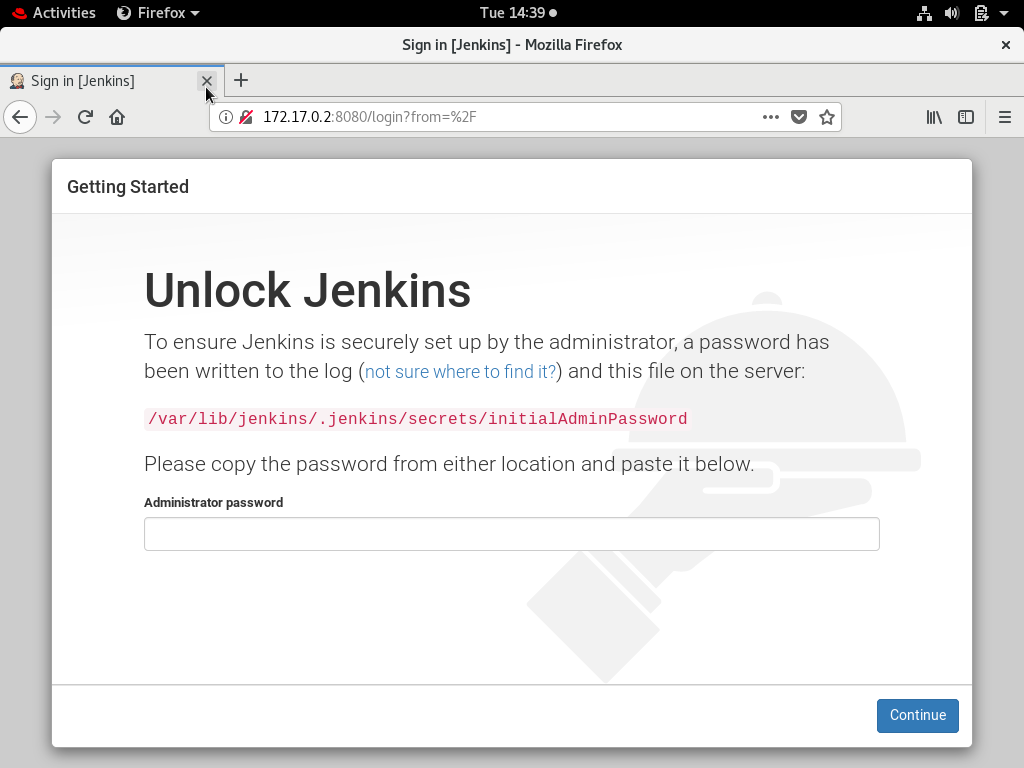 Activities Firefox Tue 14:39
Sign in [Jenkins] - Mozilla Firefox
Sign in [Jenkins]
172.17.0.2:8080/login?from=%2F
Getting Started
Unlock Jenkins
To ensure Jenkins is securely set up by the administrator, a password has
been written to the log (not sure where to find it?) and this file on the server:
/var/lib/jenkins/.jenkins/secrets/initialAdminPassword
Please copy the password from either location and paste it below.
Administrator password
Continue